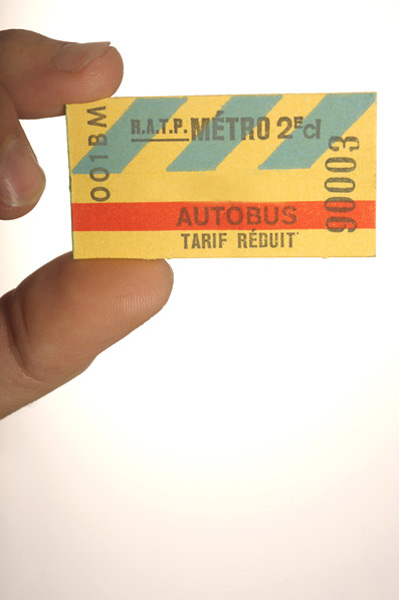 R.A.T.P. MÉTRO 2E cl
AUTOBUS
TARIF RÉDUIT
001BM
90003